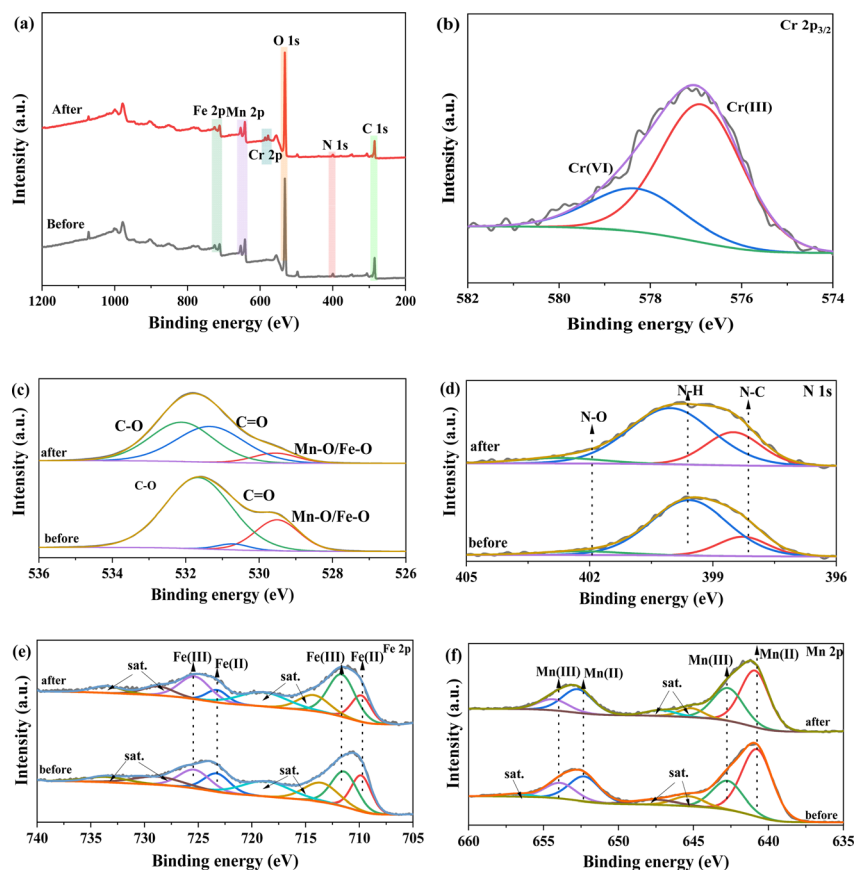 (a)
O 1s
After
Fe 2p
Mn 2p
Cr 2p
N 1s
C 1s
Before
Intensity (a.u.)
1200 1000 800 600 400 200
Binding energy (eV)
(b)
Cr 2p3/2
Cr(III)
Cr(VI)
Intensity (a.u.)
582 580 578 576 574
Binding energy (eV)
(c)
C-O
C=O
Mn-O/Fe-O
after
C-O
C=O
Mn-O/Fe-O
before
Intensity (a.u.)
536 534 532 530 528 526
Binding energy (eV)
(d)
N 1s
N-O
N-H
N-C
after
before
Intensity (a.u.)
405 402 399 396
Binding energy (eV)
(e)
Fe 2p
Fe(III)
Fe(II)
Fe(III)
Fe(II)
sat.
sat.
after
sat.
sat.
before
Intensity (a.u.)
740 735 730 725 720 715 710 705
Binding energy (eV)
(f)
Mn 2p
Mn(III)
Mn(II)
sat.
Mn(III)
Mn(II)
after
sat.
sat.
before
Intensity (a.u.)
660 655 650 645 640 635
Binding energy (eV)